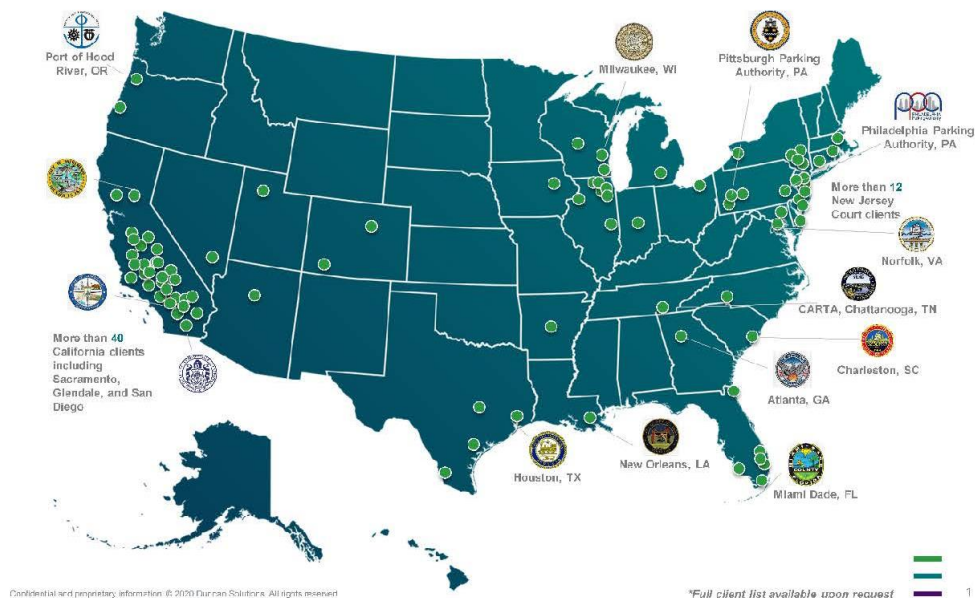 Port of Hood
River, OR
Milwaukee, WI
Pittsburgh Parking
Authority, PA
Philadelphia Parking
Authority, PA
More than 12
New Jersey
Court clients
Norfolk, VA
CARTA, Chattanooga, TN
Charleston, SC
Atlanta, GA
More than 40
California clients
including
Sacramento,
Glendale, and San
Diego
Houston, TX
New Orleans, LA
COUNTY
Miami Dade, FL
Confidential and proprietary information. © 2020 Duncan Solutions. All rights reserved
*Full client list available upon request
1